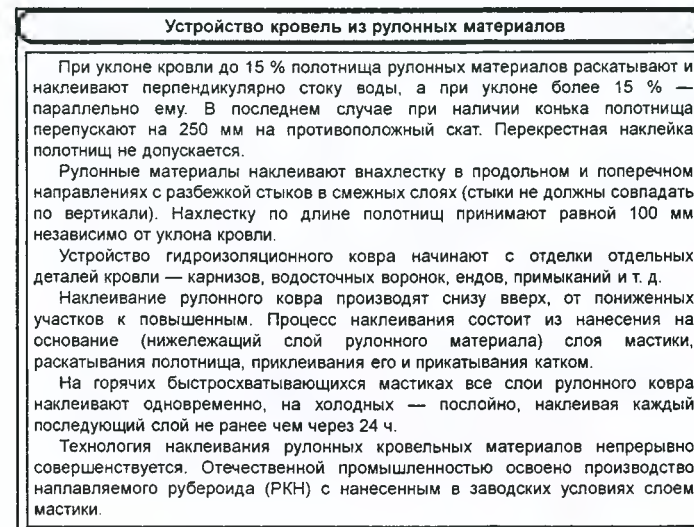 Устройство кровель из рулонных материалов
При уклоне кровли до 15 % полотнища рулонных материалов раскатывают и
наклеивают перпендикулярно стоку воды, а при уклоне более 15 % —
параллельно ему. В последнем случае при наличии конька полотнища
перепускают на 250 мм на противоположный скат. Перекрестная наклейка
полотнищ не допускается.
Рулонные материалы наклеивают внахлестку в продольном и поперечном
направлениях с разбежкой стыков в смежных слоях (стыки не должны совпадать
по вертикали). Нахлестку по длине полотнищ принимают равной 100 мм
независимо от уклона кровли.
Устройство гидроизоляционного ковра начинают с отделки отдельных
деталей кровли — карнизов, водосточных воронок, ендов, примыканий и т. д.
Наклеивание рулонного ковра производят снизу вверх, от пониженных
участков к повышенным. Процесс наклеивания состоит из нанесения на
основание (нижележащий слой рулонного материала) слоя мастики,
раскатывания полотнища, приклеивания его и прикатывания катком.
На горячих быстросхватывающихся мастиках все слои рулонного ковра
наклеивают одновременно, на холодных — послойно, наклеивая каждый
последующий слой не ранее чем через 24 ч.
Технология наклеивания рулонных кровельных материалов непрерывно
совершенствуется. Отечественной промышленностью освоено производство
наплавляемого рубероида (РКН) с нанесенным в заводских условиях слоем
мастики.